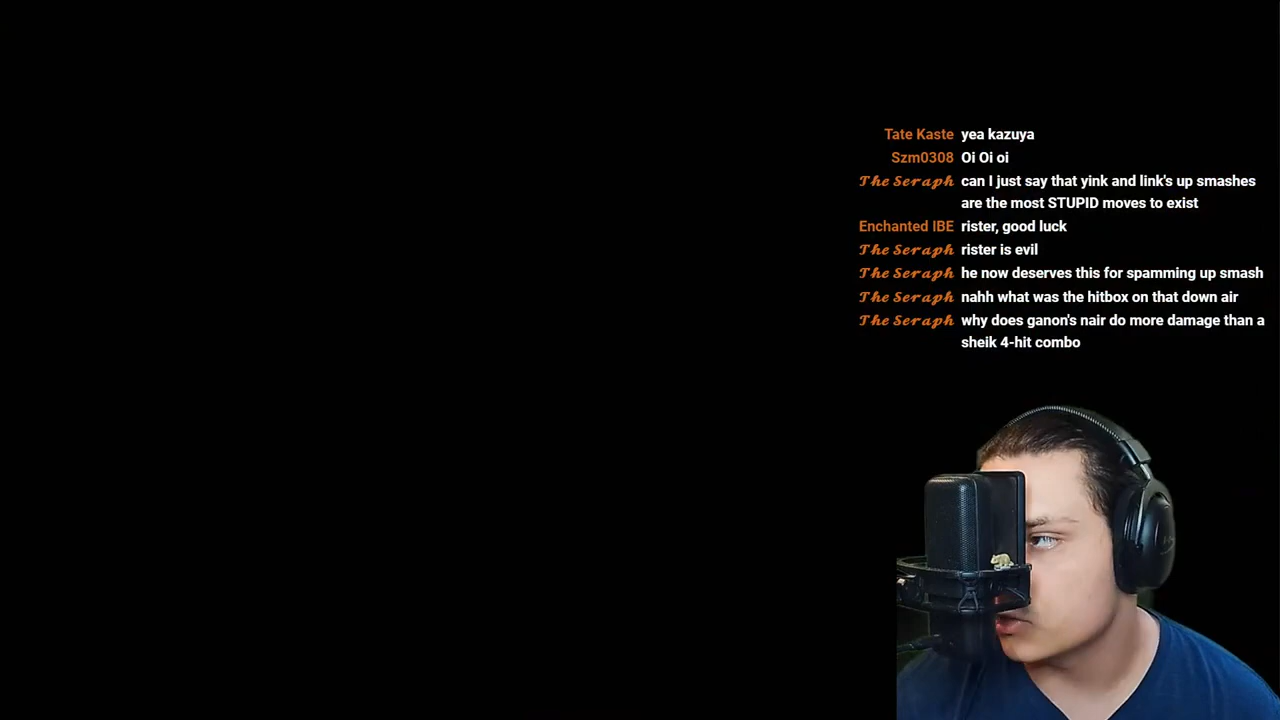 Tate Kaste yea kazuya
Szm0308 Oi Oi oi
The Seraph can I just say that yink and link's up smashes
are the most STUPID moves to exist
Enchanted IBE rister, good luck
The Seraph rister is evil
The Seraph he now deserves this for spamming up smash
The Seraph nahh what was the hitbox on that down air
The Seraph why does ganon's nair do more damage than a
sheik 4-hit combo